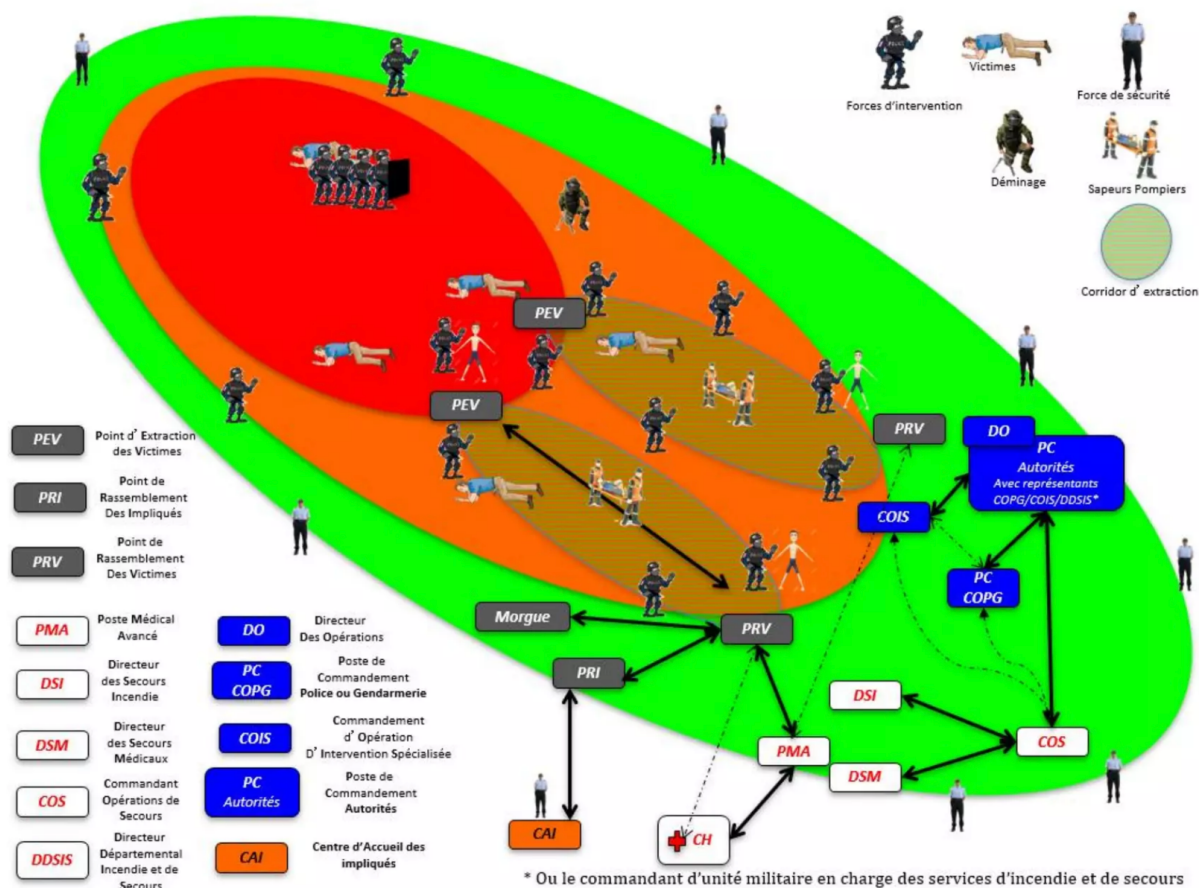 Forces d'intervention
Victimes
Force de sécurité
Déminage
Sapeurs Pompiers
Corridor d' extraction
PEV
PEV
PRV
DO
PC
Autorités
Avec représentants
COPG/COIS/DDSIS*
COIS
PC
COPG
Morgue
PRV
PRI
DSI
COS
PMA
DSM
CAI
CH
PEV
Point d' Extraction
des Victimes
PRI
Point de
Rassemblement
Des Impliqués
PRV
Point de
Rassemblement
Des Victimes
PMA
Poste Médical
Avancé
DSI
Directeur
des Secours
Incendie
DSM
Directeur
des Secours
Médicaux
COS
Commandant
Opérations de
Secours
DDSIS
Directeur
Départemental
Incendie et de
Secours
DO
Directeur
Des Opérations
PC
COPG
Poste de
Commandement
Police ou Gendarmerie
COIS
Commandement
d' Opération
D' Intervention Spécialisée
PC
Autorités
Poste de
Commandement
Autorités
CAI
Centre d'Accueil des
impliqués
* Ou le commandant d'unité militaire en charge des services d'incendie et de secours